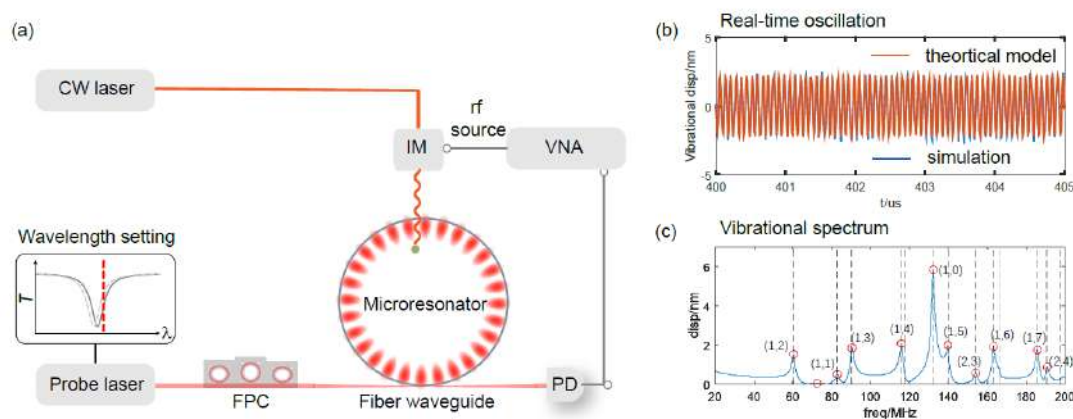 (a)
CW laser
rf
source
IM
VNA
Wavelength setting
T
λ
Microresonator
Probe laser
FPC
Fiber waveguide
PD
(b)
Real-time oscillation
Vibrational disp/nm
5
0
-5
theortical model
simulation
400
401
402
403
404
405
t/us
(c)
Vibrational spectrum
disp/nm
6
4
2
0
(1,2)
(1,1)
(1,3)
(1,4)
(1,0)
(1,5)
(2,3)
(1,6)
(1,7)
(2,4)
20
40
60
80
100
120
140
160
180
200
freq/MHz